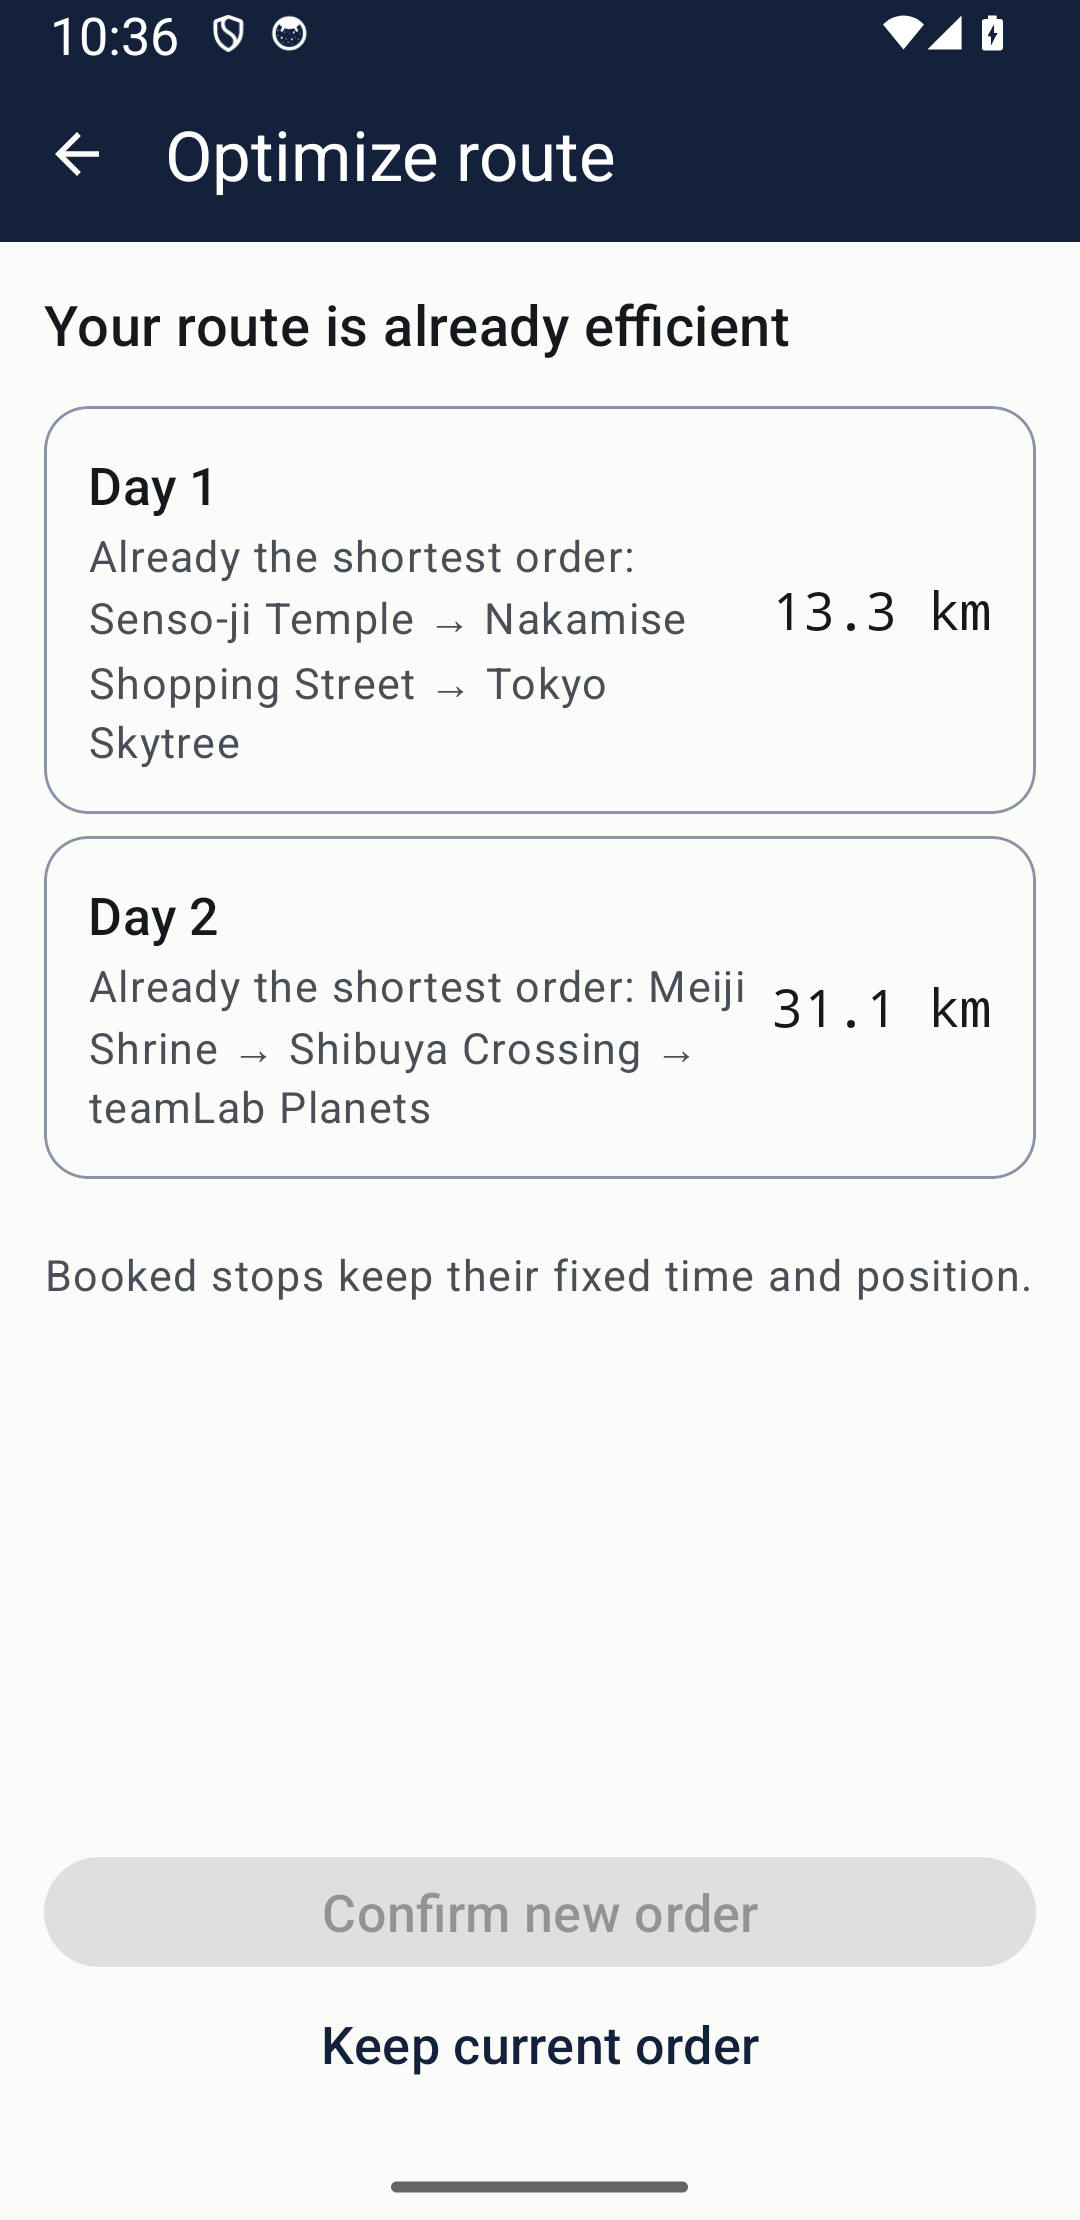 10:36
Optimize route
Your route is already efficient
Day 1
Already the shortest order:
Senso-ji Temple → Nakamise
Shopping Street → Tokyo
Skytree
13.3 km
Day 2
Already the shortest order: Meiji
Shrine → Shibuya Crossing →
teamLab Planets
31.1 km
Booked stops keep their fixed time and position.
Confirm new order
Keep current order